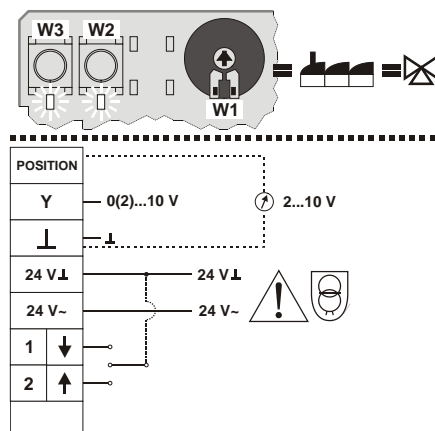 W3 W2
W1
POSITION
Y 0(2)...10 V 2...10 V
⊥ ⊥
24 V⊥ 24 V⊥
24 V~ 24 V~
1 ↓
2 ↑